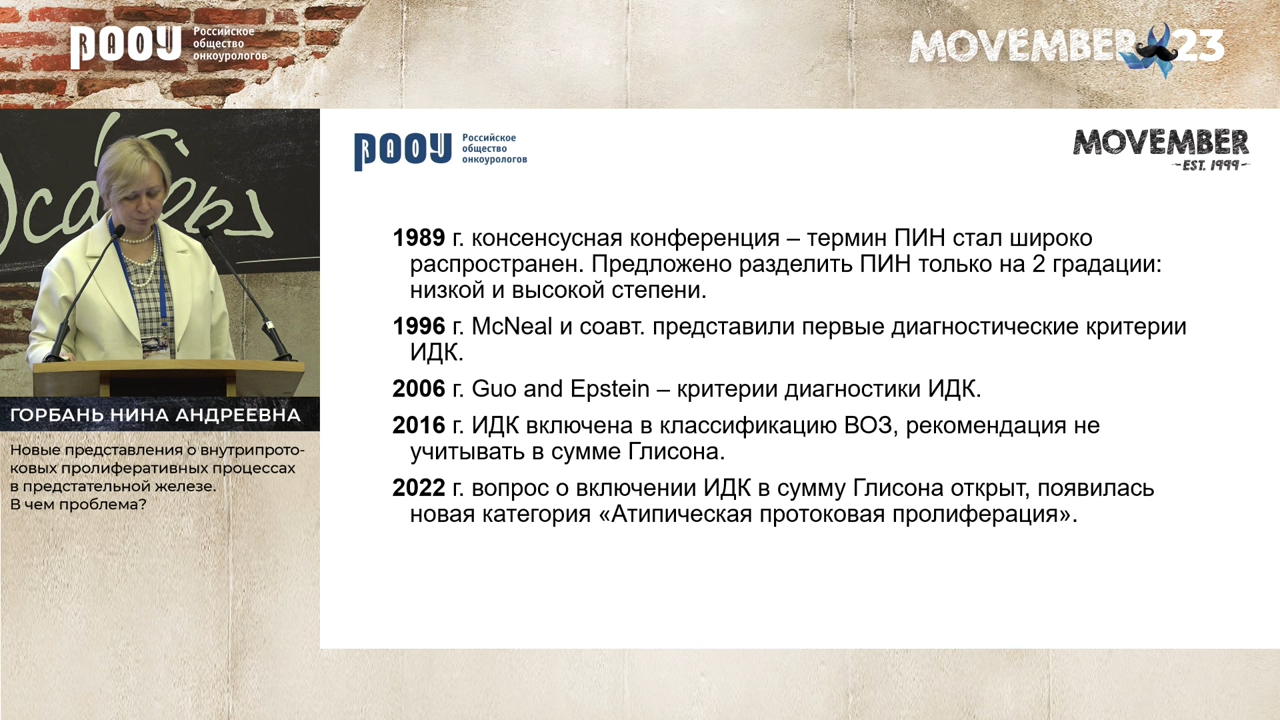 РАОУ
Российское
общество
онкоурологов
MOVEMBER 23
РАОУ
Российское
общество
онкоурологов
MOVEMBER
EST. 1999
1989 г. консенсусная конференция – термин ПИН стал широко
распространен. Предложено разделить ПИН только на 2 градации:
низкой и высокой степени.
1996 г. McNeal и соавт. представили первые диагностические критерии
ИДК.
2006 г. Guo and Epstein – критерии диагностики ИДК.
2016 г. ИДК включена в классификацию ВОЗ, рекомендация не
учитывать в сумме Глисона.
2022 г. вопрос о включении ИДК в сумму Глисона открыт, появилась
новая категория «Атипическая протоковая пролиферация».
ГОРБАНЬ НИНА АНДРЕЕВНА
Новые представления о внутрипрото-
ковых пролиферативных процессах
в предстательной железе.
В чем проблема?